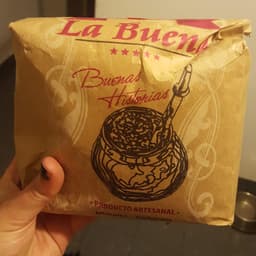 La Buena
Buenas
Historias
• PRODUCTO ARTESANAL •